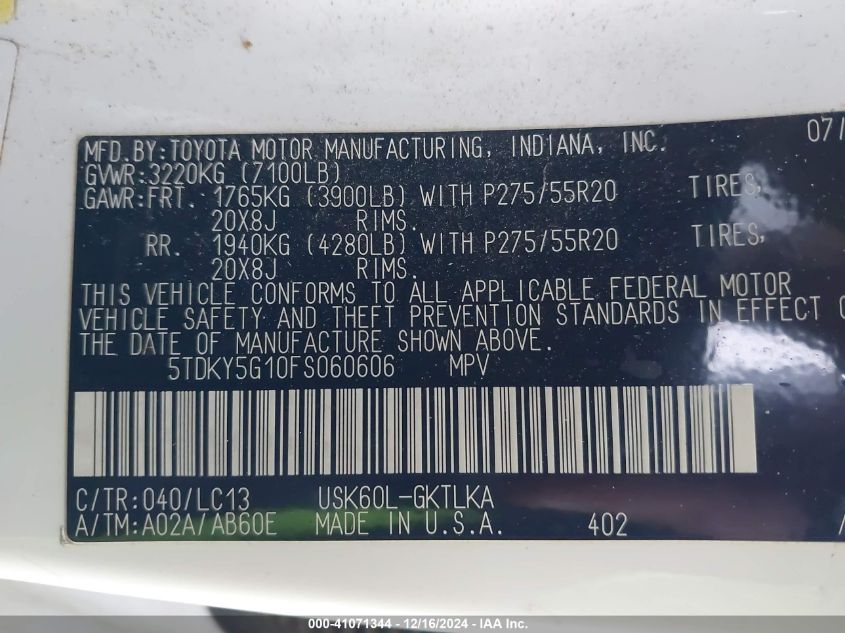 MFD.BY:TOYOTA MOTOR MANUFACTURING, INDIANA, INC. 07/
GVWR:3220KG (7100LB)
GAWR:FRT. 1765KG (3900LB) WITH P275/55R20 TIRES,
20X8J RIMS.
RR. 1940KG (4280LB) WITH P275/55R20 TIRES,
20X8J RIMS.
THIS VEHICLE CONFORMS TO ALL APPLICABLE FEDERAL MOTOR
VEHICLE SAFETY AND THEFT PREVENTION STANDARDS IN EFFECT
THE DATE OF MANUFACTURE SHOWN ABOVE.
5TDKY5G10FS060606 MPV
C/TR:040/LC13 USK60L-GKTLKA
A/TM:A02A/AB60E MADE IN U.S.A. 402
000-41071344 - 12/16/2024 - IAA Inc.